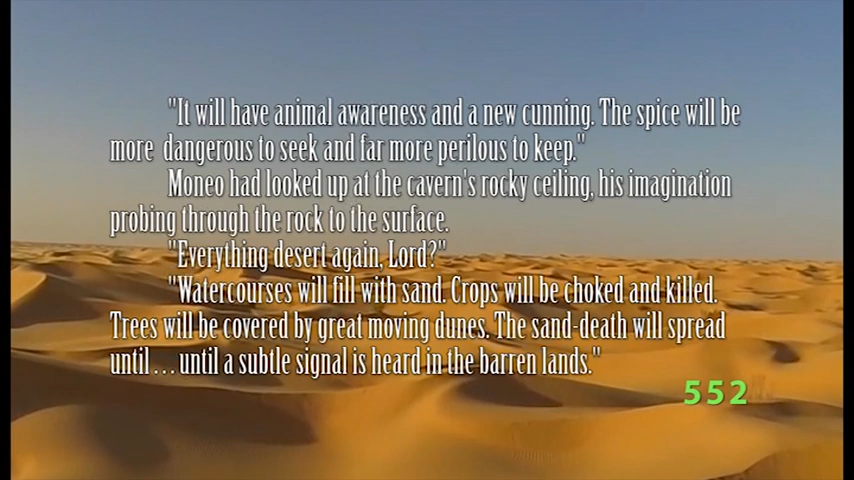 "It will have animal awareness and a new cunning. The spice will be
more dangerous to seek and far more perilous to keep."
Moneo had looked up at the cavern's rocky ceiling, his imagination
probing through the rock to the surface.
"Everything desert again, Lord?"
"Watercourses will fill with sand. Crops will be choked and killed.
Trees will be covered by great moving dunes. The sand-death will spread
until . . . until a subtle signal is heard in the barren lands."
552